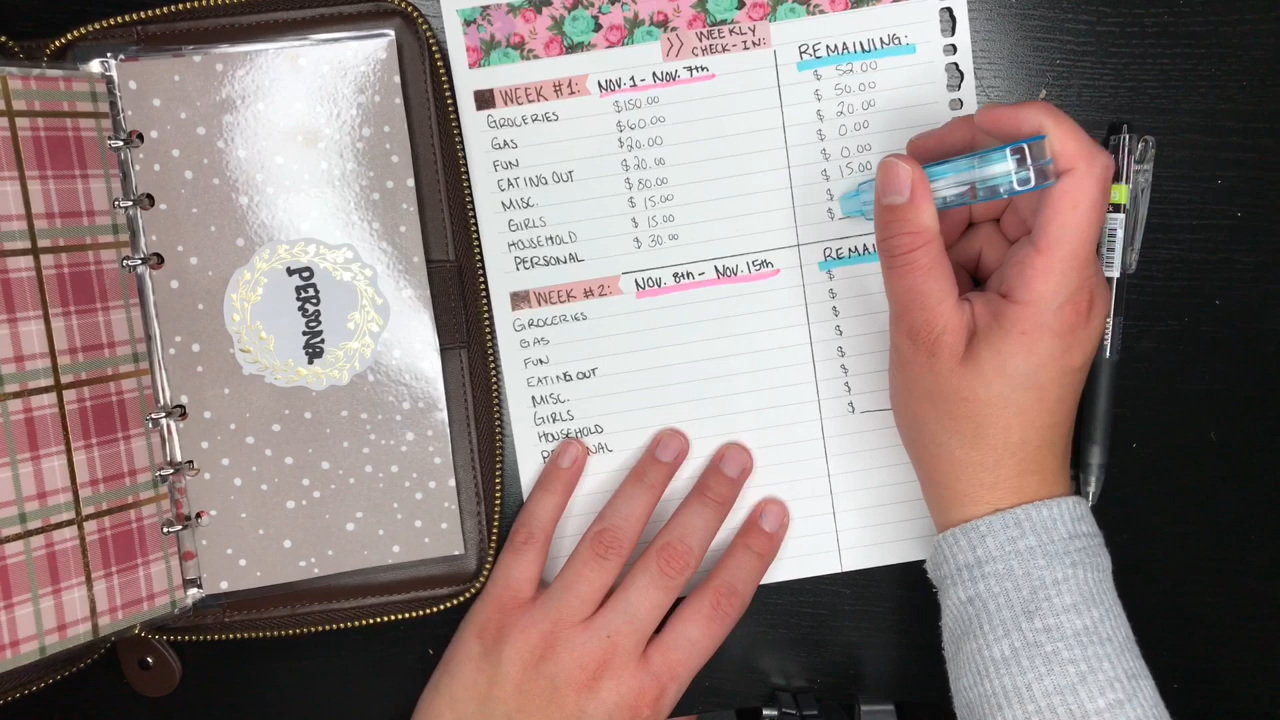 WEEKLY
>> CHECK-IN:
WEEK #1: NOV. 1 - NOV. 7th
REMAINING:
GROCERIES $150.00 $ 52.00
GAS $60.00 $ 50.00
FUN $20.00 $ 20.00
EATING OUT $20.00 $ 0.00
MISC. $80.00 $ 0.00
GIRLS $ 15.00 $ 15.00
HOUSEHOLD $ 15.00 $
PERSONAL $ 30.00 $
WEEK #2: NOV. 8th - NOV. 15th
REMAI
GROCERIES $
GAS $
FUN $
EATING OUT $
MISC. $
GIRLS $
HOUSEHOLD $
$
PERSONA